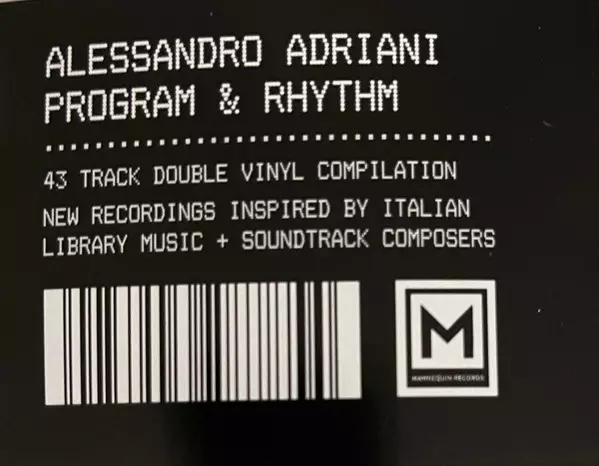 ALESSANDRO ADRIANI
PROGRAM & RHYTHM
43 TRACK DOUBLE VINYL COMPILATION
NEW RECORDINGS INSPIRED BY ITALIAN
LIBRARY MUSIC + SOUNDTRACK COMPOSERS
M
MANNEQUIN RECORDS